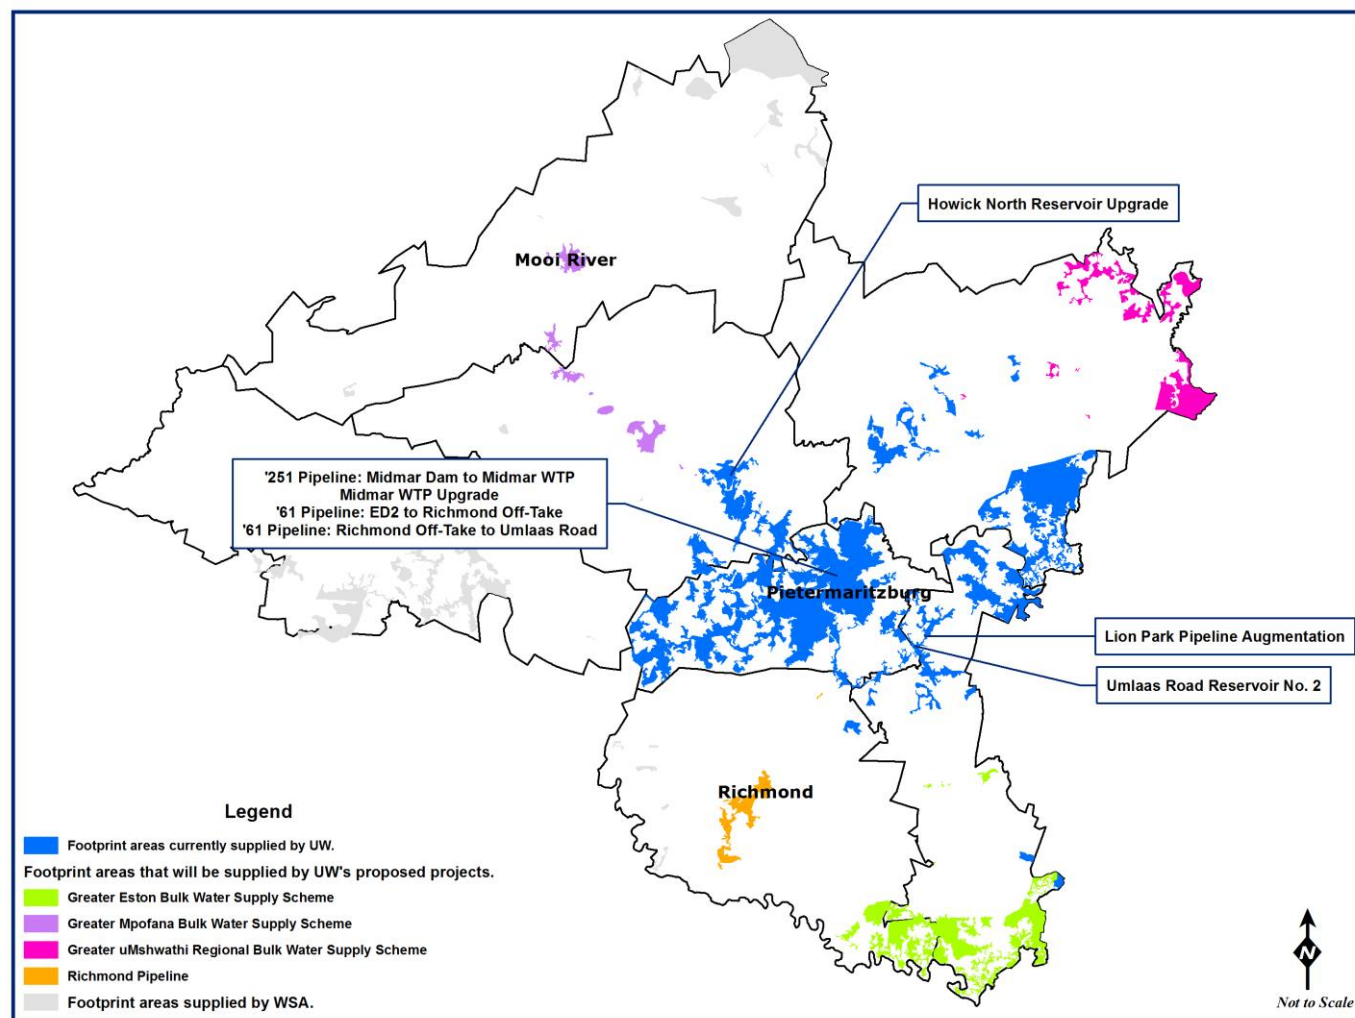 Howick North Reservoir Upgrade
Mooi River
'251 Pipeline: Midmar Dam to Midmar WTP
Midmar WTP Upgrade
'61 Pipeline: ED2 to Richmond Off-Take
'61 Pipeline: Richmond Off-Take to Umlaas Road
Pietermaritzburg
Lion Park Pipeline Augmentation
Umlaas Road Reservoir No. 2
Richmond
Legend
Footprint areas currently supplied by UW.
Footprint areas that will be supplied by UW's proposed projects.
Greater Eston Bulk Water Supply Scheme
Greater Mpofana Bulk Water Supply Scheme
Greater uMshwathi Regional Bulk Water Supply Scheme
Richmond Pipeline
Footprint areas supplied by WSA.
N
Not to Scale